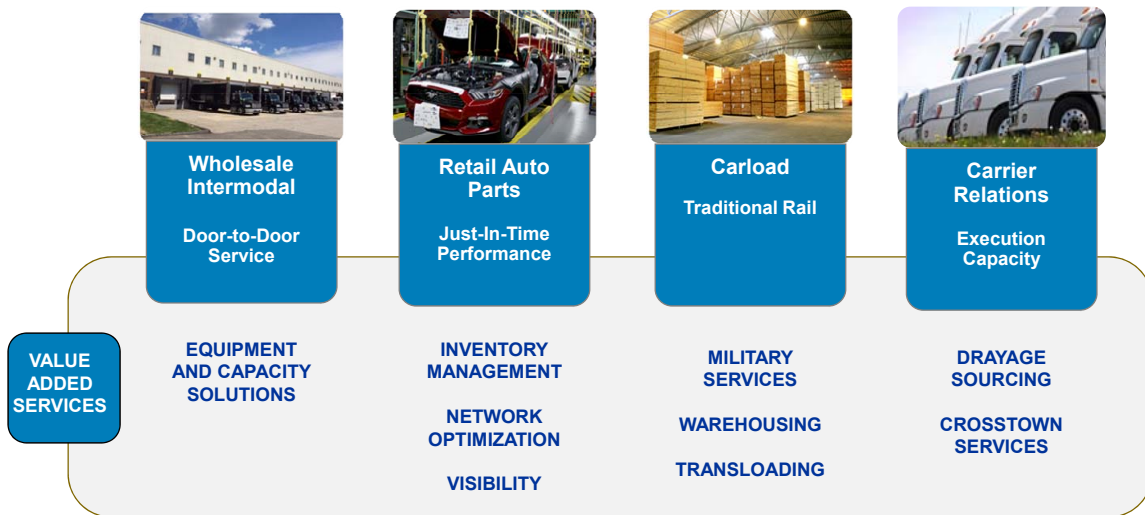 Wholesale
Intermodal
Door-to-Door
Service
Retail Auto
Parts
Just-In-Time
Performance
Carload
Traditional Rail
Carrier
Relations
Execution
Capacity
VALUE
ADDED
SERVICES
EQUIPMENT
AND CAPACITY
SOLUTIONS
INVENTORY
MANAGEMENT
NETWORK
OPTIMIZATION
VISIBILITY
MILITARY
SERVICES
WAREHOUSING
TRANSLOADING
DRAYAGE
SOURCING
CROSSTOWN
SERVICES